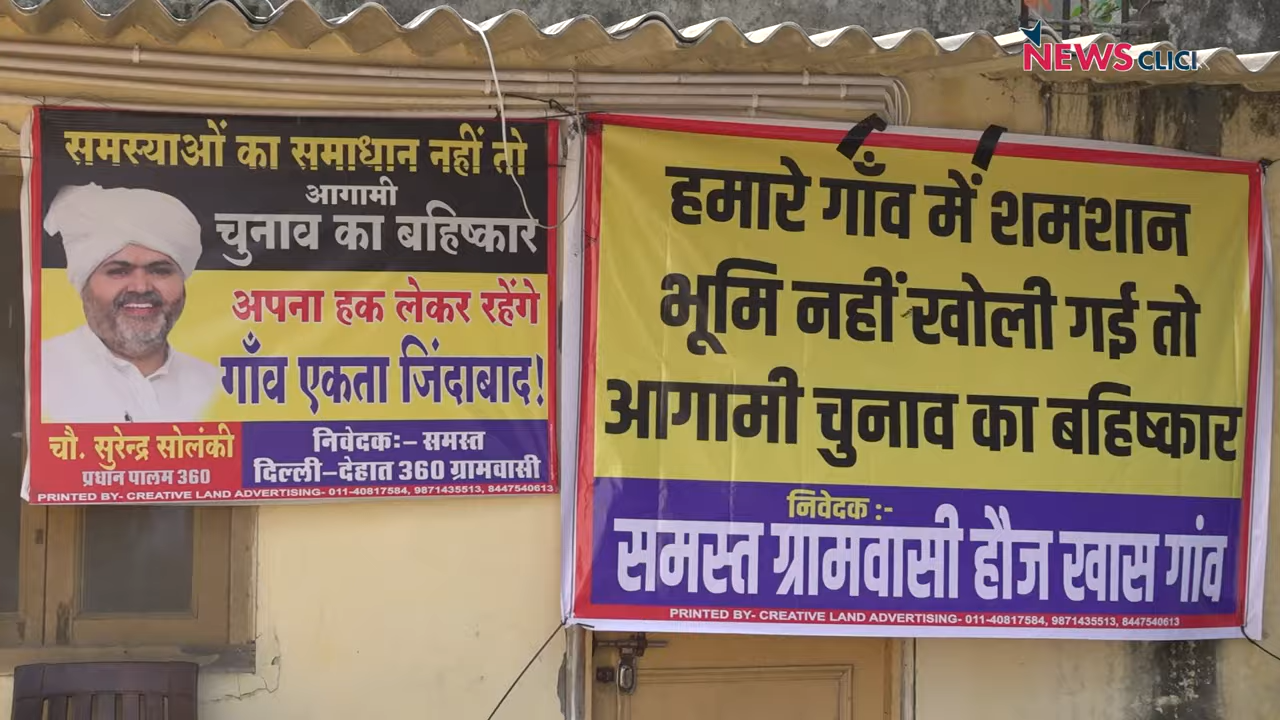 NEWSCLICK
समस्याओं का समाधान नहीं तो
आगामी
चुनाव का बहिष्कार
अपना हक लेकर रहेंगे
गाँव एकता जिंदाबाद!
चौ. सुरेन्द्र सोलंकी
प्रधान पालम 360
निवेदकः– समस्त
दिल्ली–देहात 360 ग्रामवासी
PRINTED BY- CREATIVE LAND ADVERTISING- 011-40817584, 9871435513, 8447540613
हमारे गाँव में शमशान
भूमि नहीं खोली गई तो
आगामी चुनाव का बहिष्कार
निवेदक :-
समस्त ग्रामवासी हौज खास गांव
PRINTED BY- CREATIVE LAND ADVERTISING- 011-40817584, 9871435513, 8447540613